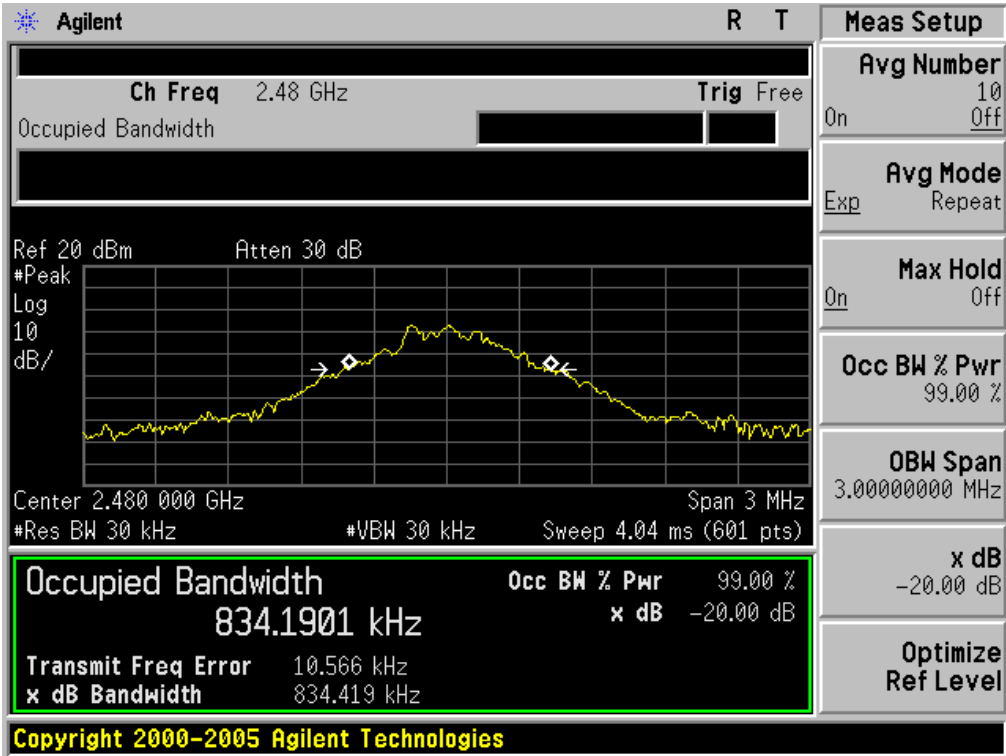 Agilent R T
Meas Setup
Ch Freq 2.48 GHz Trig Free
Occupied Bandwidth
Ref 20 dBm Atten 30 dB
#Peak
Log
10
dB/
Center 2.480 000 GHz Span 3 MHz
#Res BW 30 kHz #VBW 30 kHz Sweep 4.04 ms (601 pts)
Occupied Bandwidth Occ BW % Pwr 99.00 %
834.1901 kHz x dB -20.00 dB
Transmit Freq Error 10.566 kHz
x dB Bandwidth 834.419 kHz
Avg Number
10
On Off
Avg Mode
Exp Repeat
Max Hold
On Off
Occ BW % Pwr
99.00 %
OBW Span
3.00000000 MHz
x dB
-20.00 dB
Optimize
Ref Level
Copyright 2000-2005 Agilent Technologies